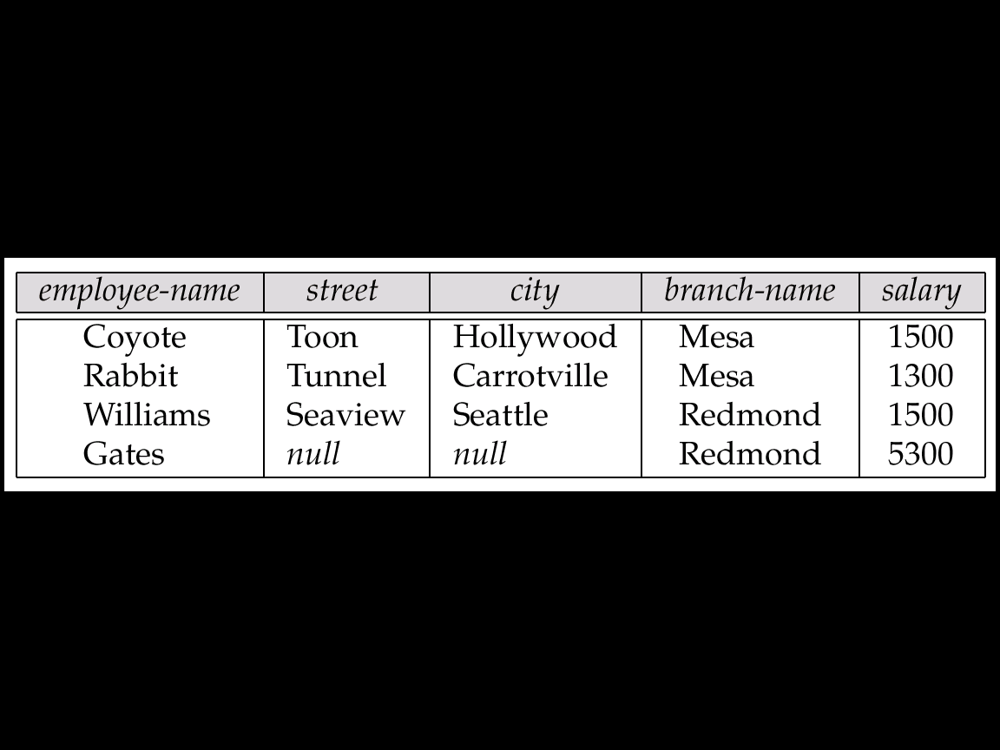 employee-name street city branch-name salary
Coyote Toon Hollywood Mesa 1500
Rabbit Tunnel Carrotville Mesa 1300
Williams Seaview Seattle Redmond 1500
Gates null null Redmond 5300